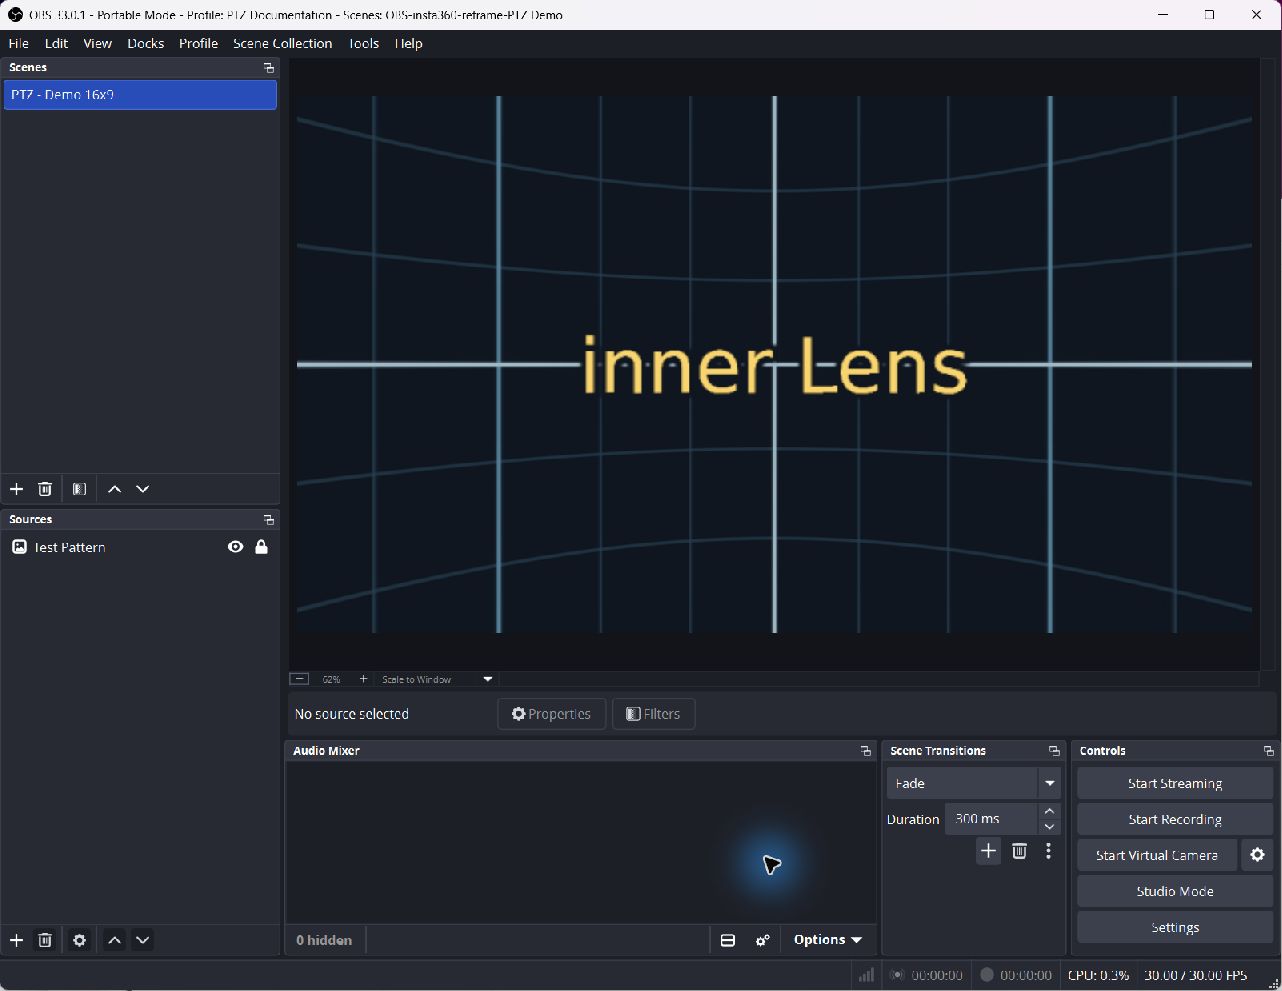 OBS 33.0.1 - Portable Mode - Profile: PTZ Documentation - Scenes: OBS-insta360-reframe-PTZ Demo
File Edit View Docks Profile Scene Collection Tools Help
Scenes
PTZ - Demo 16x9
inner Lens
Sources
Test Pattern
62% Scale to Window
No source selected Properties Filters
Audio Mixer
0 hidden Options
Scene Transitions
Fade
Duration 300 ms
Controls
Start Streaming
Start Recording
Start Virtual Camera
Studio Mode
Settings
00:00:00 00:00:00 CPU: 0.3% 30.00 / 30.00 FPS